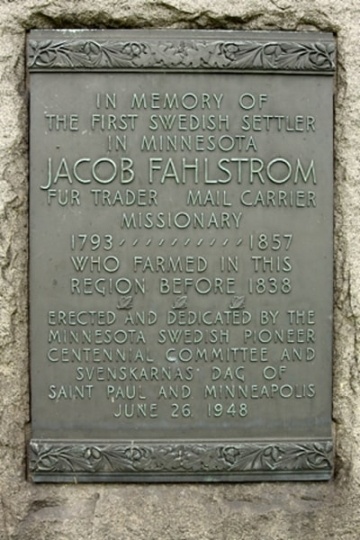 IN MEMORY OF
THE FIRST SWEDISH SETTLER
IN MINNESOTA
JACOB FAHLSTROM
FUR TRADER MAIL CARRIER
MISSIONARY
1793 1857
WHO FARMED IN THIS
REGION BEFORE 1838
ERECTED AND DEDICATED BY THE
MINNESOTA SWEDISH PIONEER
CENTENNIAL COMMITTEE AND
SVENSKARNAS DAG OF
SAINT PAUL AND MINNEAPOLIS
JUNE 26, 1948